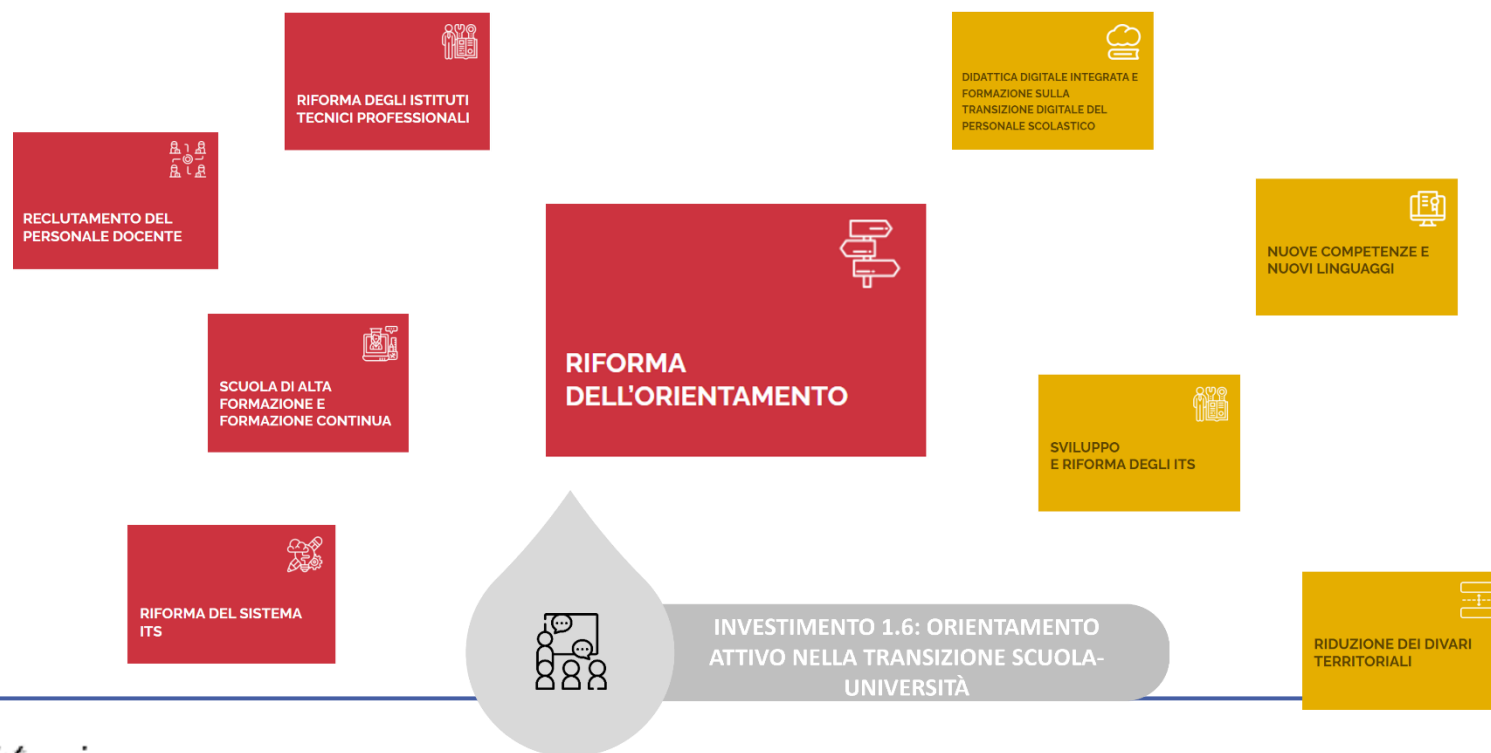 RIFORMA DEGLI ISTITUTI
TECNICI PROFESSIONALI
DIDATTICA DIGITALE INTEGRATA E
FORMAZIONE SULLA
TRANSIZIONE DIGITALE DEL
PERSONALE SCOLASTICO
RECLUTAMENTO DEL
PERSONALE DOCENTE
NUOVE COMPETENZE E
NUOVI LINGUAGGI
RIFORMA
DELL'ORIENTAMENTO
SCUOLA DI ALTA
FORMAZIONE E
FORMAZIONE CONTINUA
SVILUPPO
E RIFORMA DEGLI ITS
RIFORMA DEL SISTEMA
ITS
INVESTIMENTO 1.6: ORIENTAMENTO
ATTIVO NELLA TRANSIZIONE SCUOLA-
UNIVERSITÀ
RIDUZIONE DEI DIVARI
TERRITORIALI